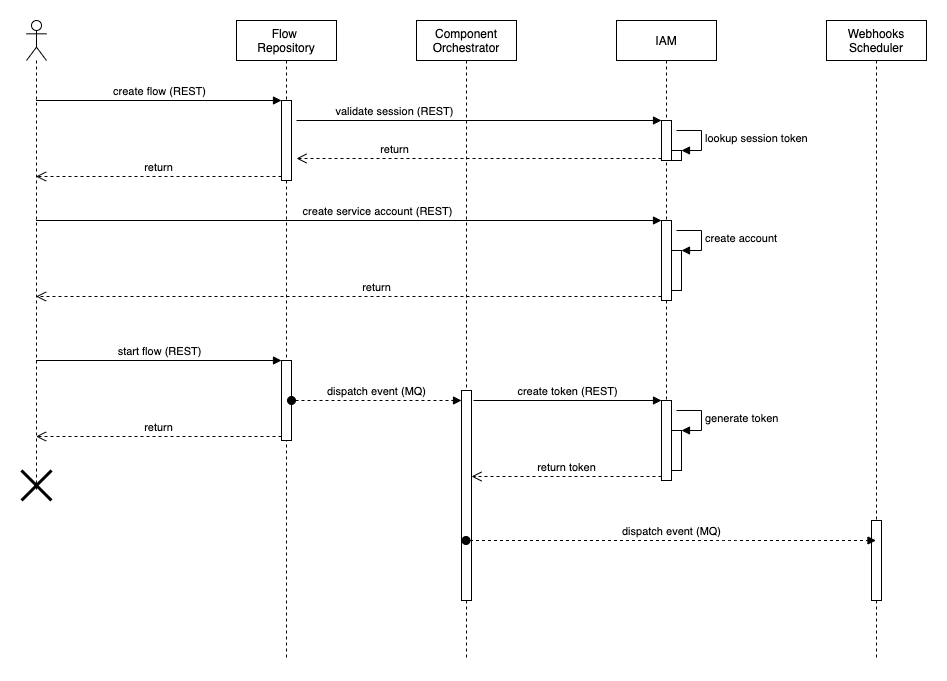 Flow
Repository
Component
Orchestrator
IAM
Webhooks
Scheduler
create flow (REST)
validate session (REST)
lookup session token
return
return
create service account (REST)
create account
return
start flow (REST)
dispatch event (MQ)
create token (REST)
generate token
return
return token
dispatch event (MQ)